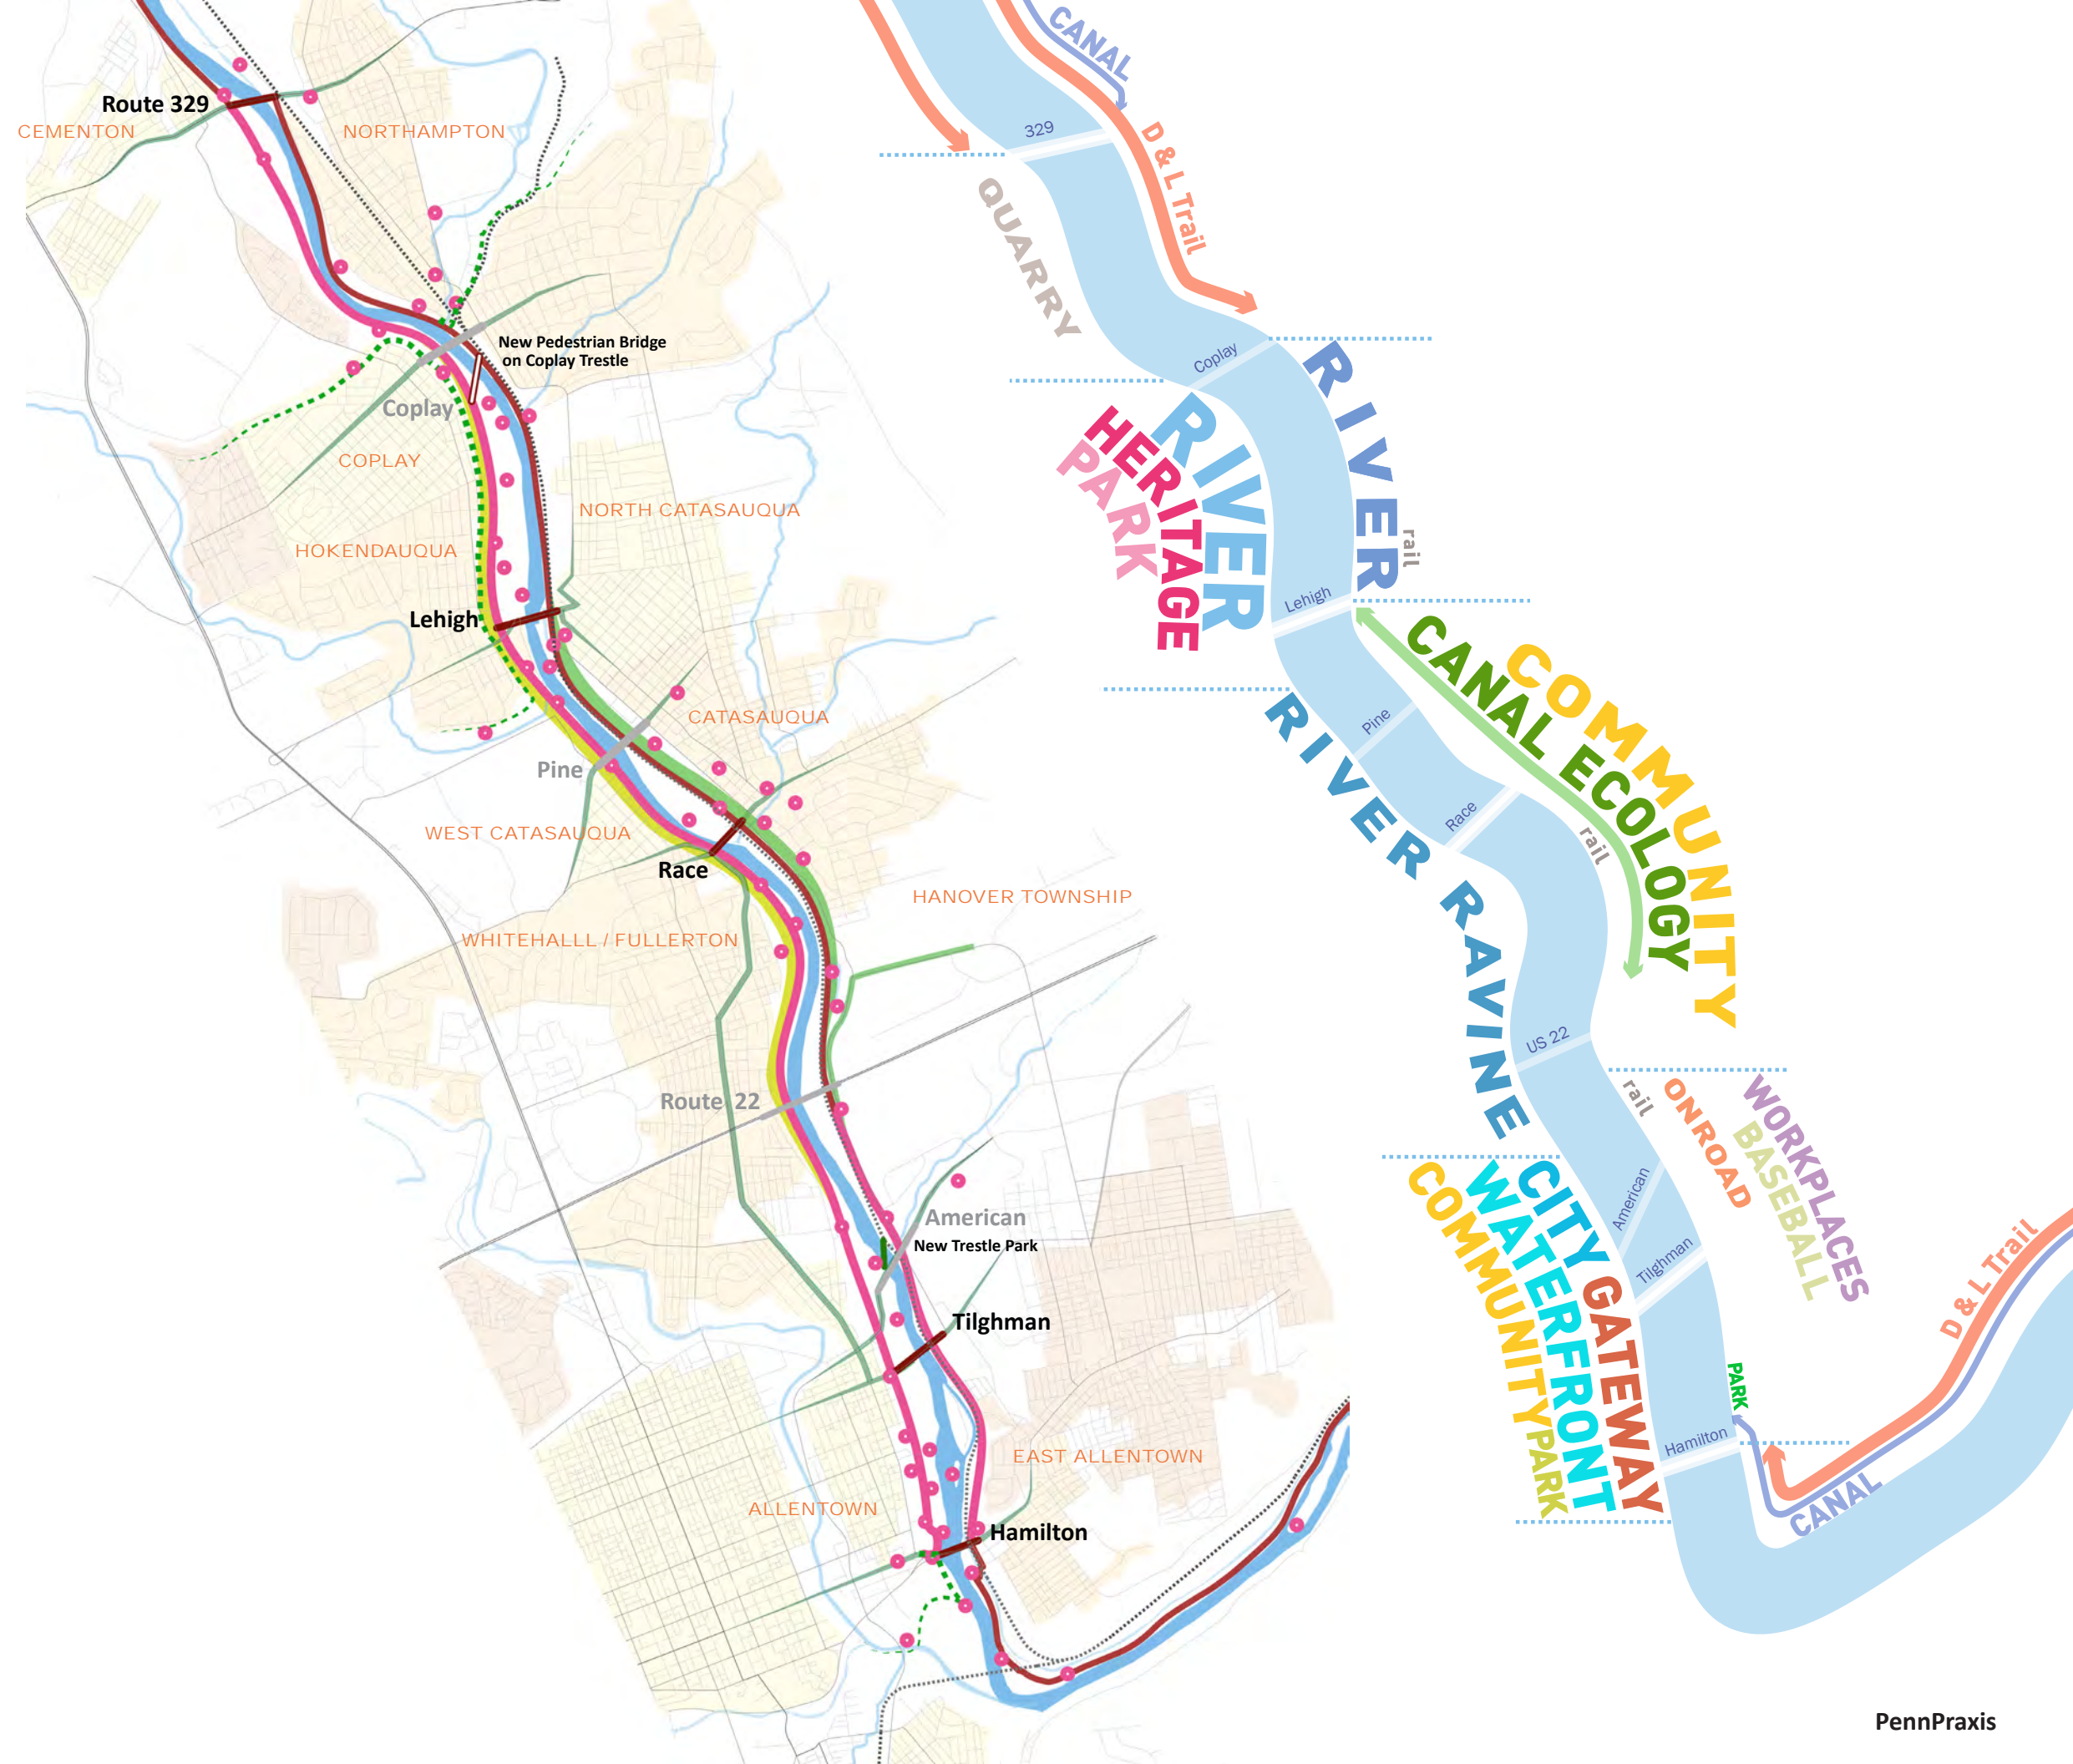 Route 329
CEMENTON
NORTHAMPTON
New Pedestrian Bridge
on Coplay Trestle
Coplay
COPLAY
NORTH CATASAUQUA
HOKENDAUQUA
Lehigh
CATASAUQUA
Pine
WEST CATASAUQUA
Race
HANOVER TOWNSHIP
WHITEHALLL / FULLERTON
Route 22
American
New Trestle Park
Tilghman
EAST ALLENTOWN
ALLENTOWN
Hamilton
CANAL
329
D & L Trail
QUARRY
Coplay
RIVER
RIVER
HERITAGE
PARK
rail
Lehigh
COMMUNITY
CANAL ECOLOGY
Pine
RIVER RAVINE
Race
rail
US 22
rail
ONROAD
WORKPLACES
BASEBALL
American
CITY GATEWAY
WATERFRONT
COMMUNITY PARK
Tilghman
D & L Trail
PARK
Hamilton
CANAL
PennPraxis